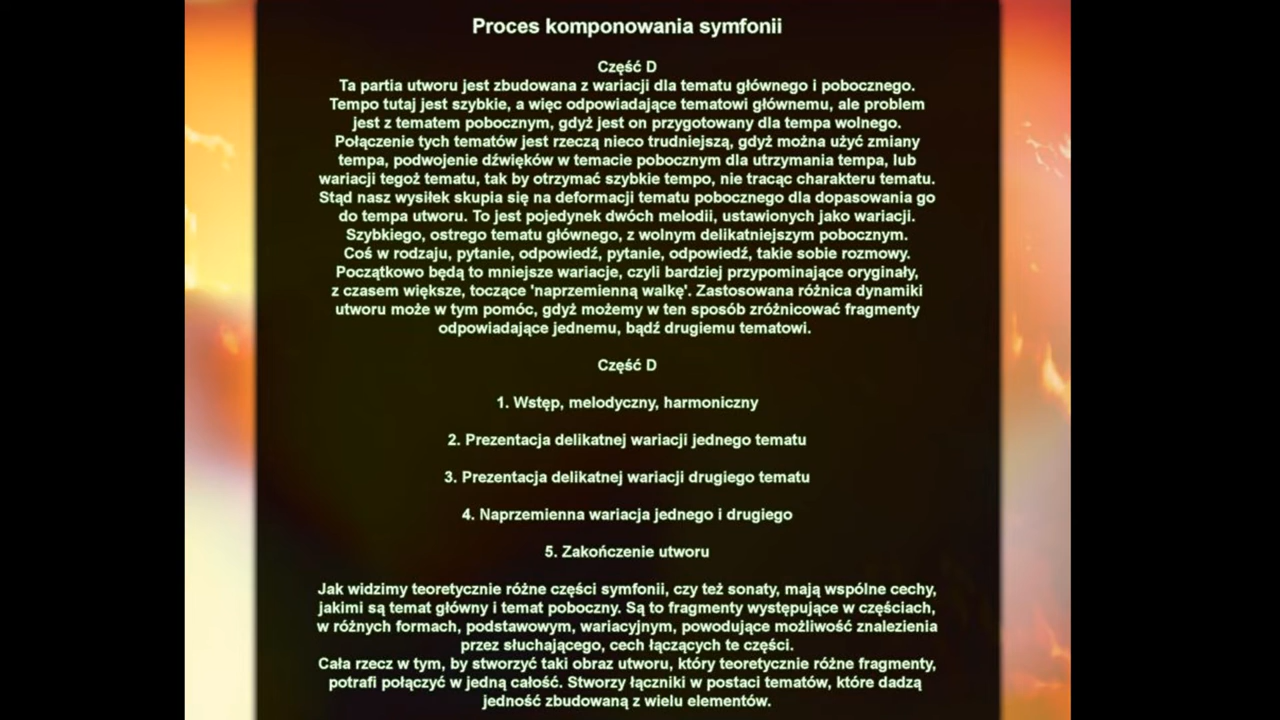 Proces komponowania symfonii
Część D
Ta partia utworu jest zbudowana z wariacji dla tematu głównego i pobocznego.
Tempo tutaj jest szybkie, a więc odpowiadające tematowi głównemu, ale problem
jest z tematem pobocznym, gdyż jest on przygotowany dla tempa wolnego.
Połączenie tych tematów jest rzeczą nieco trudniejszą, gdyż można użyć zmiany
tempa, podwojenie dźwięków w temacie pobocznym dla utrzymania tempa, lub
wariacji tegoż tematu, tak by otrzymać szybkie tempo, nie tracąc charakteru tematu.
Stąd nasz wysiłek skupia się na deformacji tematu pobocznego dla dopasowania go
do tempa utworu. To jest pojedynek dwóch melodii, ustawionych jako wariacji.
Szybkiego, ostrego tematu głównego, z wolnym delikatniejszym pobocznym.
Coś w rodzaju, pytanie, odpowiedź, pytanie, odpowiedź, takie sobie rozmowy.
Początkowo będą to mniejsze wariacje, czyli bardziej przypominające oryginały,
z czasem większe, toczące 'naprzemienną walkę'. Zastosowana różnica dynamiki
utworu może w tym pomóc, gdyż możemy w ten sposób zróżnicować fragmenty
odpowiadające jednemu, bądź drugiemu tematowi.
Część D
1. Wstęp, melodyczny, harmoniczny
2. Prezentacja delikatnej wariacji jednego tematu
3. Prezentacja delikatnej wariacji drugiego tematu
4. Naprzemienna wariacja jednego i drugiego
5. Zakończenie utworu
Jak widzimy teoretycznie różne części symfonii, czy też sonaty, mają wspólne cechy,
jakimi są temat główny i temat poboczny. Są to fragmenty występujące w częściach,
w różnych formach, podstawowym, wariacyjnym, powodujące możliwość znalezienia
przez słuchającego, cech łączących te części.
Cała rzecz w tym, by stworzyć taki obraz utworu, który teoretycznie różne fragmenty,
potrafi połączyć w jedną całość. Stworzy łączniki w postaci tematów, które dadzą
jedność zbudowaną z wielu elementów.